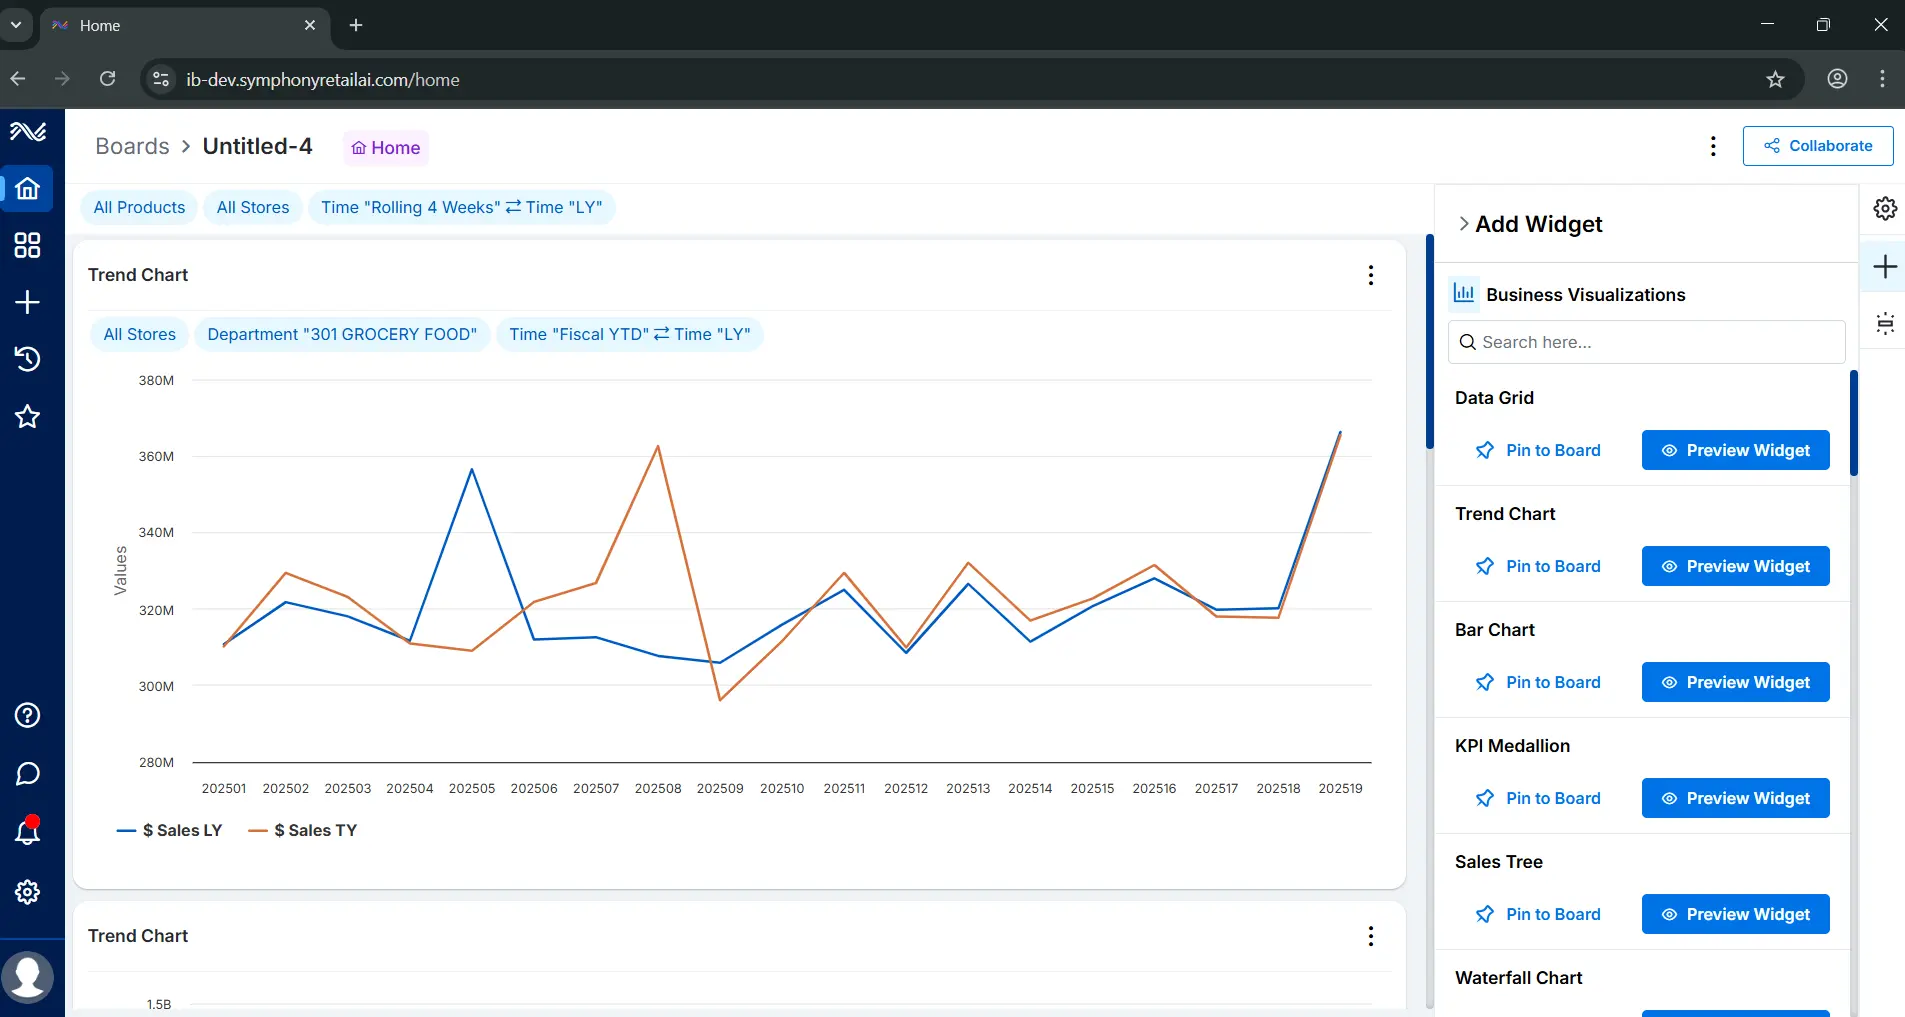 Home
ib-dev.symphonyretailai.com/home
Boards > Untitled-4 Home
Collaborate
All Products All Stores Time "Rolling 4 Weeks" ⇄ Time "LY"
Trend Chart
All Stores Department "301 GROCERY FOOD" Time "Fiscal YTD" ⇄ Time "LY"
380M
360M
340M
320M
300M
280M
Values
202501 202502 202503 202504 202505 202506 202507 202508 202509 202510 202511 202512 202513 202514 202515 202516 202517 202518 202519
$ Sales LY $ Sales TY
Trend Chart
1.5B
Add Widget
Business Visualizations
Search here...
Data Grid
Pin to Board Preview Widget
Trend Chart
Pin to Board Preview Widget
Bar Chart
Pin to Board Preview Widget
KPI Medallion
Pin to Board Preview Widget
Sales Tree
Pin to Board Preview Widget
Waterfall Chart